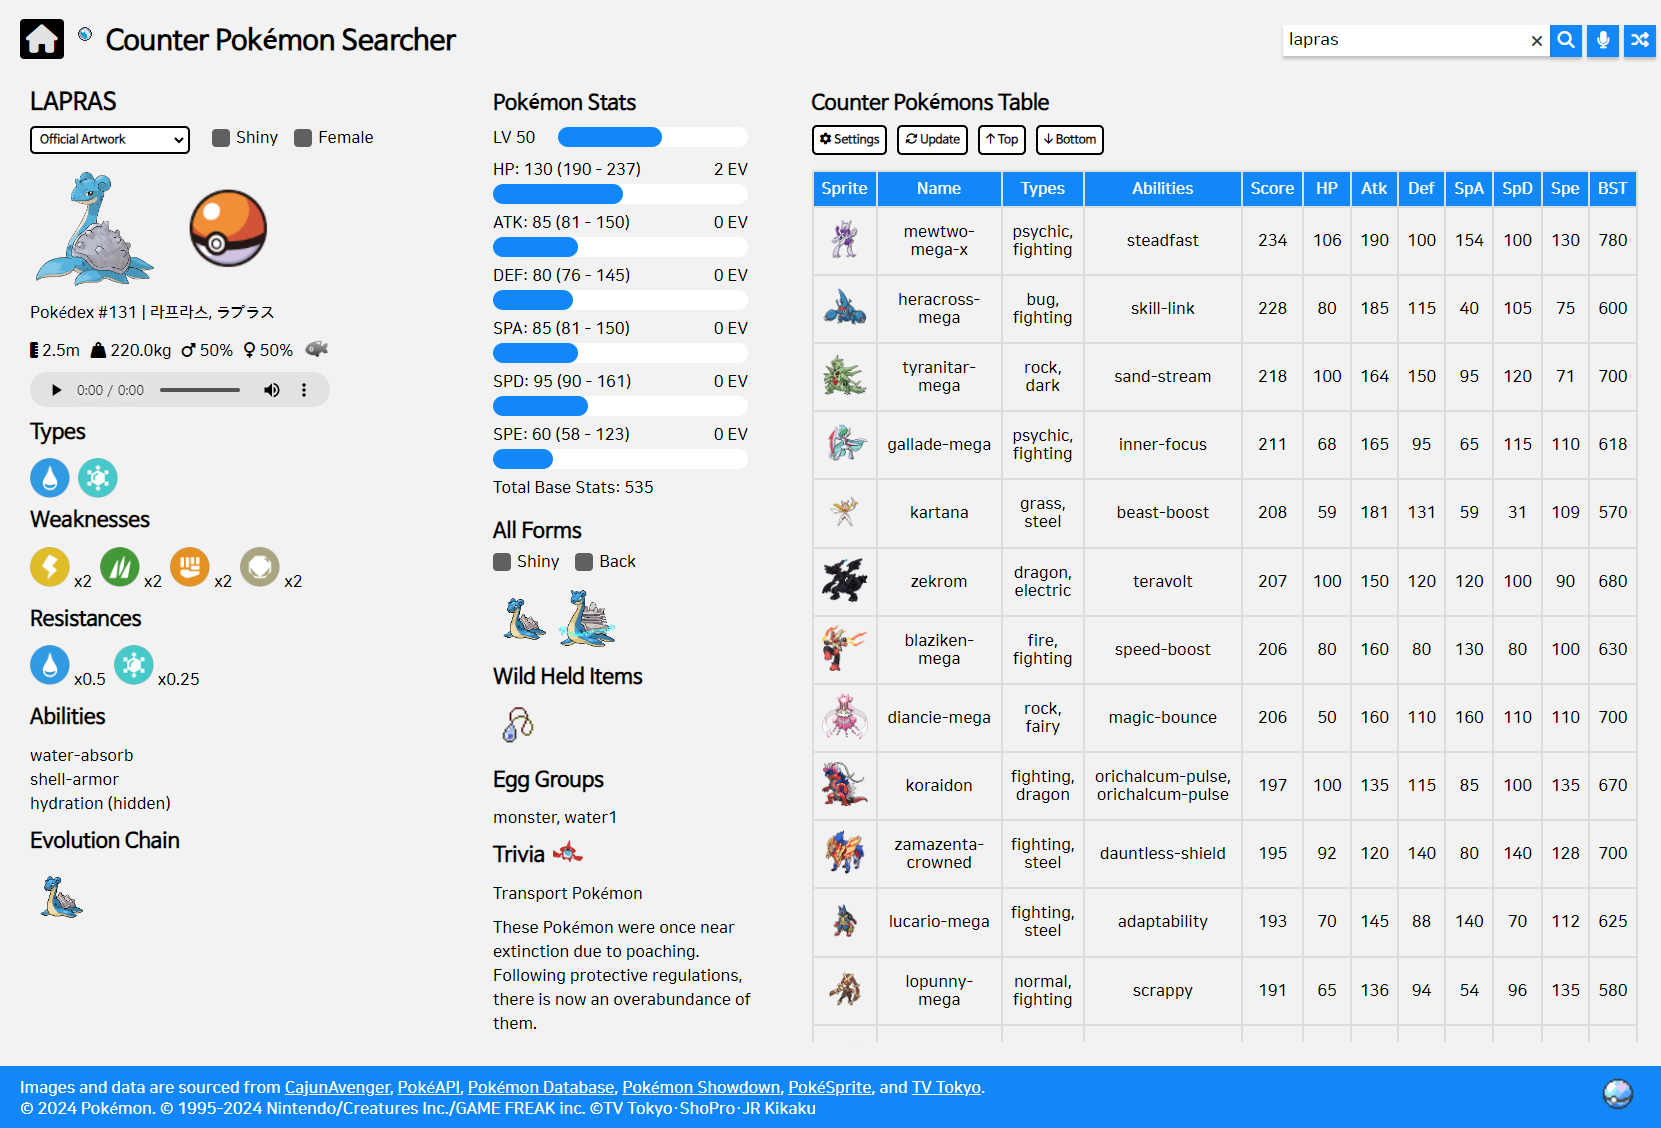 Counter Pokémon Searcher
lapras
LAPRAS
Official Artwork
Shiny
Female
Pokédex #131 | 라프라스, ラプラス
2.5m 220.0kg ♂ 50% ♀ 50%
0:00 / 0:00
Types
Weaknesses
x2 x2 x2 x2
Resistances
x0.5 x0.25
Abilities
water-absorb
shell-armor
hydration (hidden)
Evolution Chain
Pokémon Stats
LV 50
HP: 130 (190 - 237) 2 EV
ATK: 85 (81 - 150) 0 EV
DEF: 80 (76 - 145) 0 EV
SPA: 85 (81 - 150) 0 EV
SPD: 95 (90 - 161) 0 EV
SPE: 60 (58 - 123) 0 EV
Total Base Stats: 535
All Forms
Shiny Back
Wild Held Items
Egg Groups
monster, water1
Trivia
Transport Pokémon
These Pokémon were once near
extinction due to poaching.
Following protective regulations,
there is now an overabundance of
them.
Counter Pokémons Table
Settings Update Top Bottom
Sprite Name Types Abilities Score HP Atk Def SpA SpD Spe BST
mewtwo-mega-x psychic, fighting steadfast 234 106 190 100 154 100 130 780
heracross-mega bug, fighting skill-link 228 80 185 115 40 105 75 600
tyranitar-mega rock, dark sand-stream 218 100 164 150 95 120 71 700
gallade-mega psychic, fighting inner-focus 211 68 165 95 65 115 110 618
kartana grass, steel beast-boost 208 59 181 131 59 31 109 570
zekrom dragon, electric teravolt 207 100 150 120 120 100 90 680
blaziken-mega fire, fighting speed-boost 206 80 160 80 130 80 100 630
diancie-mega rock, fairy magic-bounce 206 50 160 110 160 110 110 700
koraidon fighting, dragon orichalcum-pulse, orichalcum-pulse 197 100 135 115 85 100 135 670
zamazenta-crowned fighting, steel dauntless-shield 195 92 120 140 80 140 128 700
lucario-mega fighting, steel adaptability 193 70 145 88 140 70 112 625
lopunny-mega normal, fighting scrappy 191 65 136 94 54 96 135 580
Images and data are sourced from CajunAvenger, PokéAPI, Pokémon Database, Pokémon Showdown, PokéSprite, and TV Tokyo.
© 2024 Pokémon. © 1995-2024 Nintendo/Creatures Inc./GAME FREAK inc. ©TV Tokyo·ShoPro·JR Kikaku